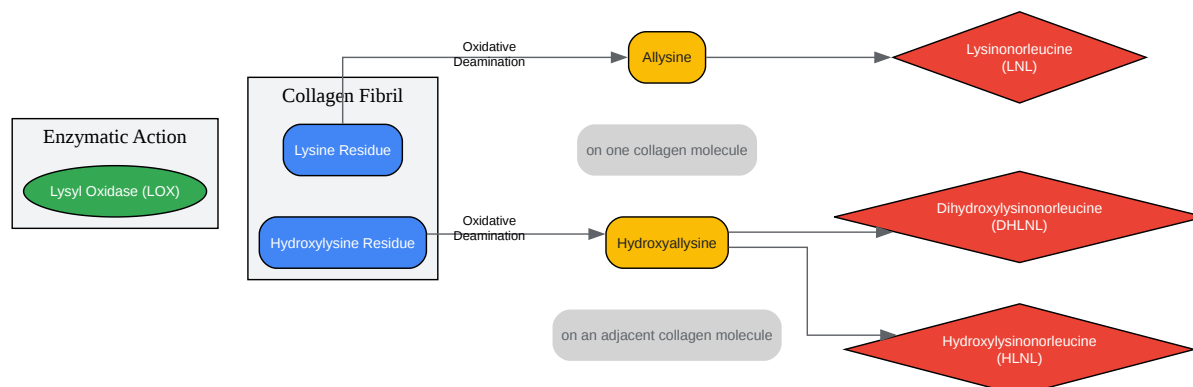 Oxidative
Deamination
Allysine
Lysinonorleucine
(LNL)
Collagen Fibril
Enzymatic Action
Lysine Residue
on one collagen molecule
Lysyl Oxidase (LOX)
Oxidative
Deamination
Hydroxylysine Residue
Hydroxyallysine
Dihydroxylysinonorleucine
(DHLNL)
on an adjacent collagen molecule
Hydroxylysinonorleucine
(HLNL)